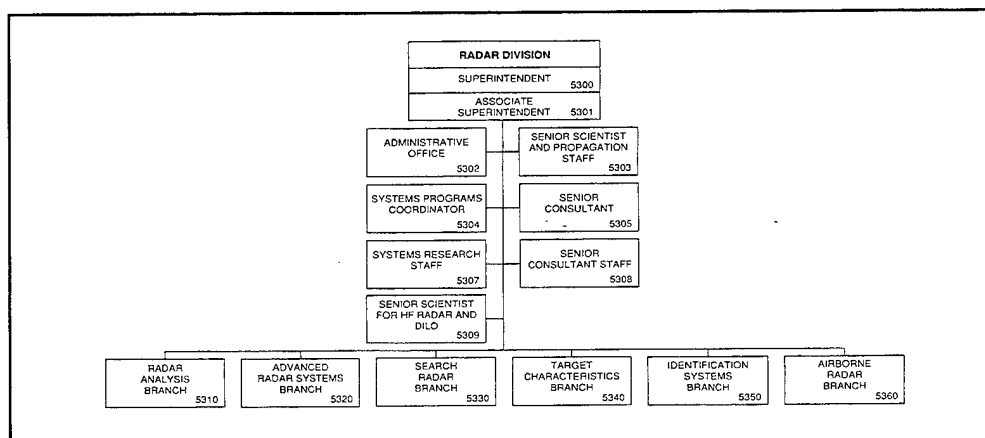 RADAR DIVISION
SUPERINTENDENT
5300
ASSOCIATE
SUPERINTENDENT
5301
ADMINISTRATIVE
OFFICE
5302
SENIOR SCIENTIST
AND PROPAGATION
STAFF
5303
SYSTEMS PROGRAMS
COORDINATOR
5304
SENIOR
CONSULTANT
5305
SYSTEMS RESEARCH
STAFF
5307
SENIOR
CONSULTANT STAFF
5308
SENIOR SCIENTIST
FOR HF RADAR AND
DILO
5309
RADAR
ANALYSIS
BRANCH
5310
ADVANCED
RADAR SYSTEMS
BRANCH
5320
SEARCH
RADAR
BRANCH
5330
TARGET
CHARACTERISTICS
BRANCH
5340
IDENTIFICATION
SYSTEMS
BRANCH
5350
AIRBORNE
RADAR
BRANCH
5360